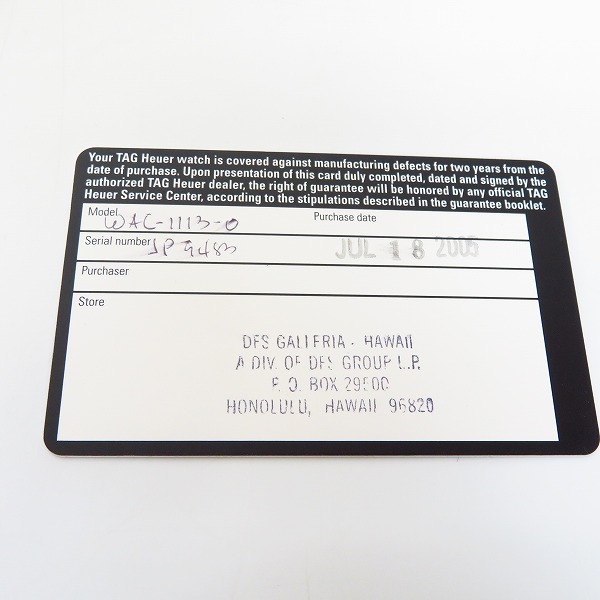 Your TAG Heuer watch is covered against manufacturing defects for two years from the
date of purchase. Upon presentation of this card duly completed, dated and signed by the
authorized TAG Heuer dealer, the right of guarantee will be honored by any official TAG
Heuer Service Center, according to the stipulations described in the guarantee booklet.
Model WAC-1113-0 Purchase date
Serial number JUL 18 2005
Purchaser
Store
DFS GALLERIA - HAWAII
A DIV. OF DFS GROUP L.P.
P. O. BOX 29500
HONOLULU, HAWAII 96820